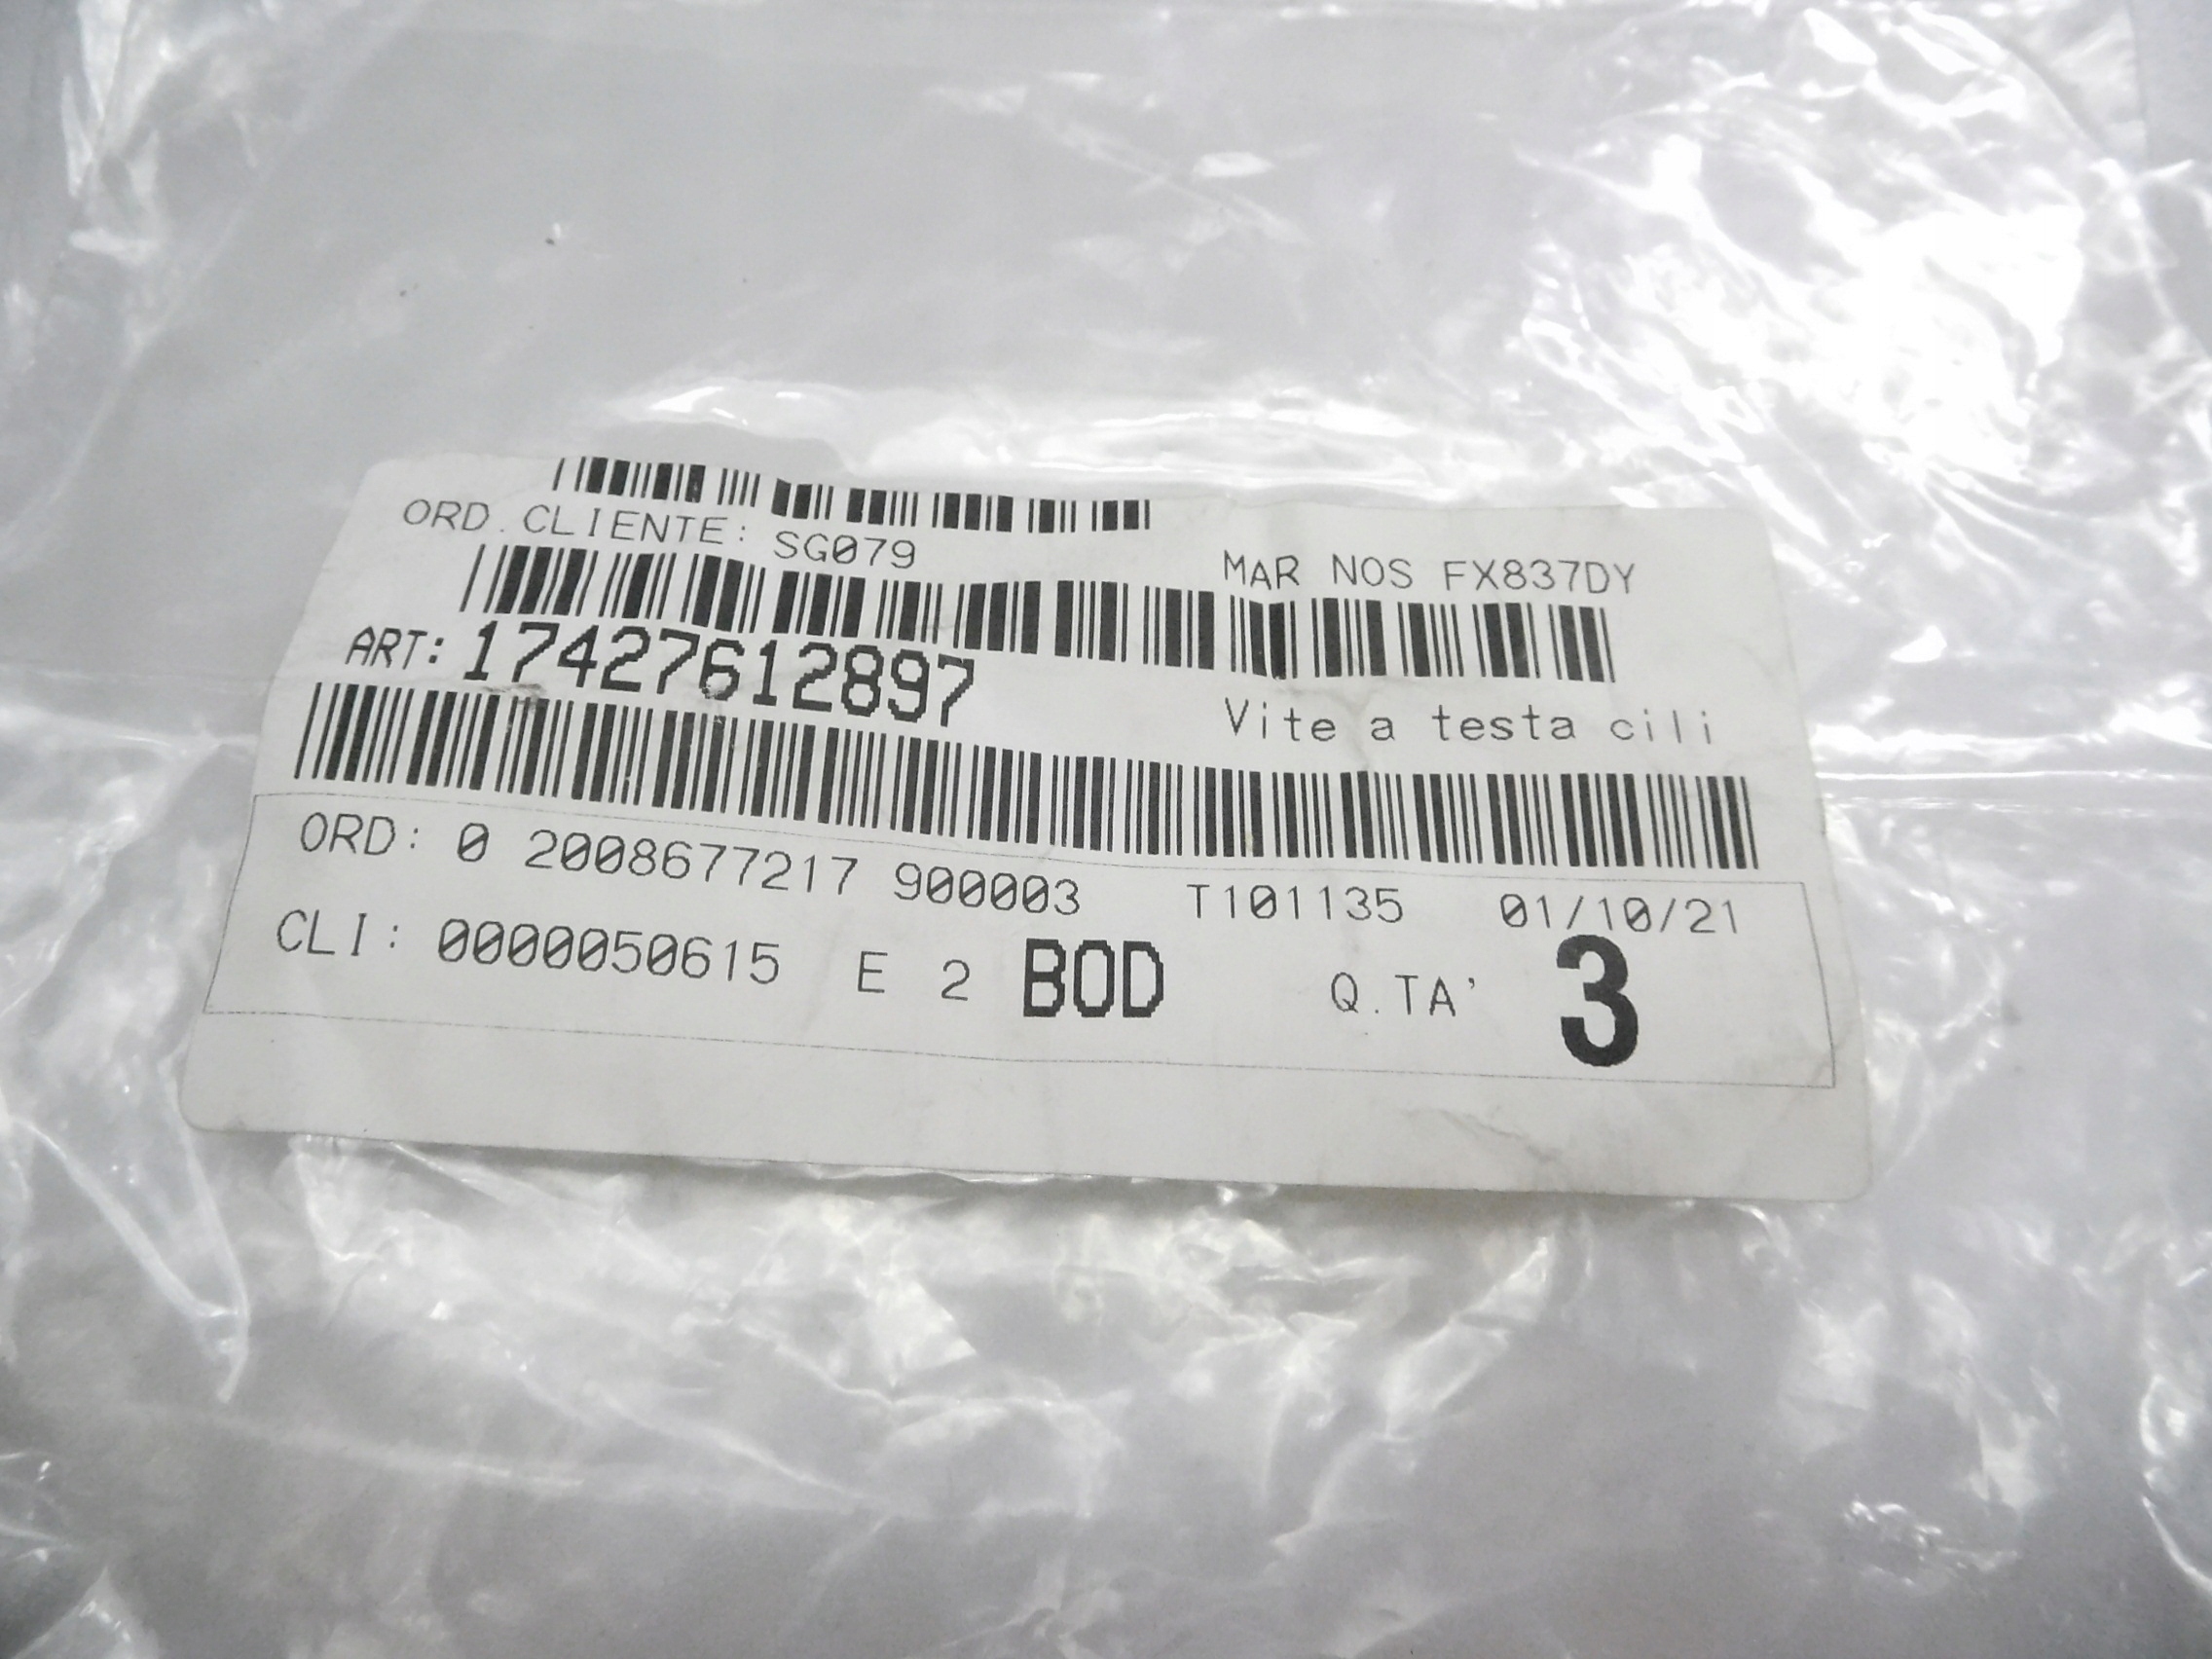 ORD.CLIENTE: SG079 MAR NOS FX837DY
ART: 17427612897 Vite a testa cili
ORD: 0 2008677217 900003 T101135 01/10/21
CLI: 0000050615 E 2 BOD Q.TA' 3